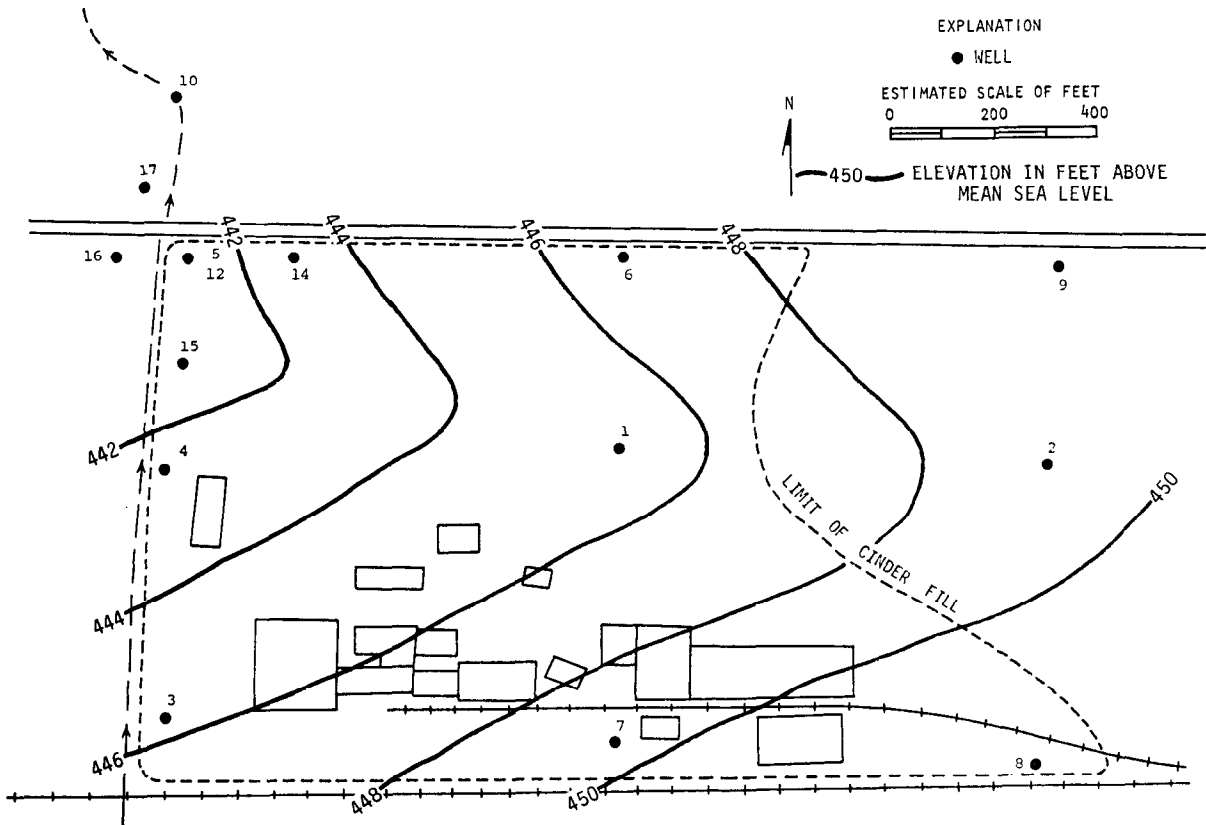 EXPLANATION
WELL
ESTIMATED SCALE OF FEET
0 200 400
N
450 ELEVATION IN FEET ABOVE
MEAN SEA LEVEL
10
17
442 444 446 448
16 5 14 6 9
12
15
442
4
1
2
450
LIMIT OF CINDER FILL
444
3
7
446
8
448
450